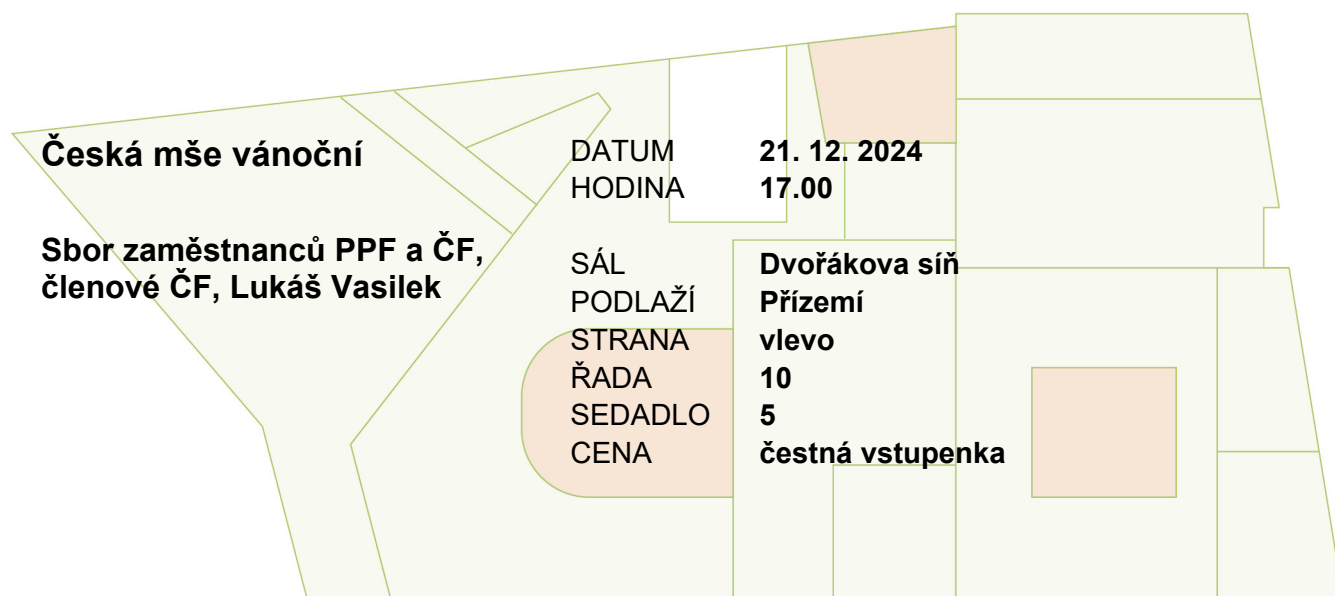 Česká mše vánoční
Sbor zaměstnanců PPF a ČF,
členové ČF, Lukáš Vasilek
DATUM 21. 12. 2024
HODINA 17.00
SÁL Dvořákova síň
PODLAŽÍ Přízemí
STRANA vlevo
ŘADA 10
SEDADLO 5
CENA čestná vstupenka